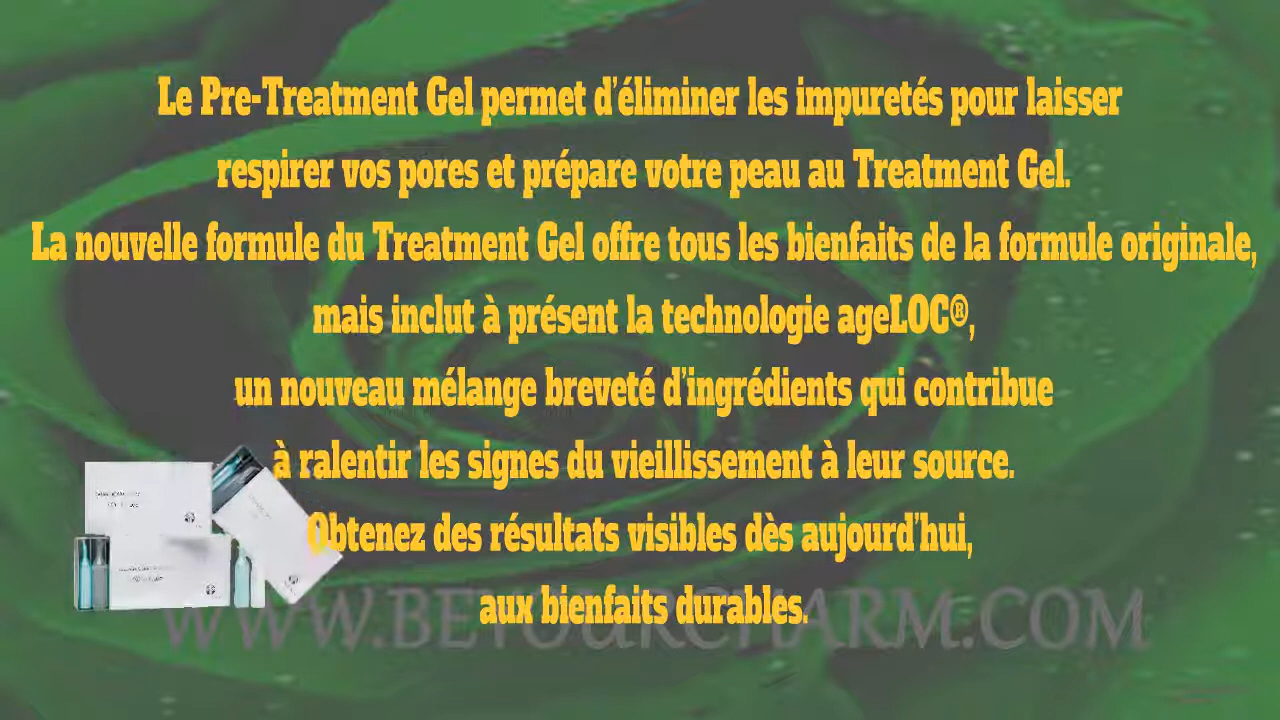 Le Pre-Treatment Gel permet d'éliminer les impuretés pour laisser
respirer vos pores et prépare votre peau au Treatment Gel.
La nouvelle formule du Treatment Gel offre tous les bienfaits de la formule originale,
mais inclut à présent la technologie ageLOC®,
un nouveau mélange breveté d'ingrédients qui contribue
à ralentir les signes du vieillissement à leur source.
Obtenez des résultats visibles dès aujourd'hui,
aux bienfaits durables.
WWW.BEYOURCHARM.COM